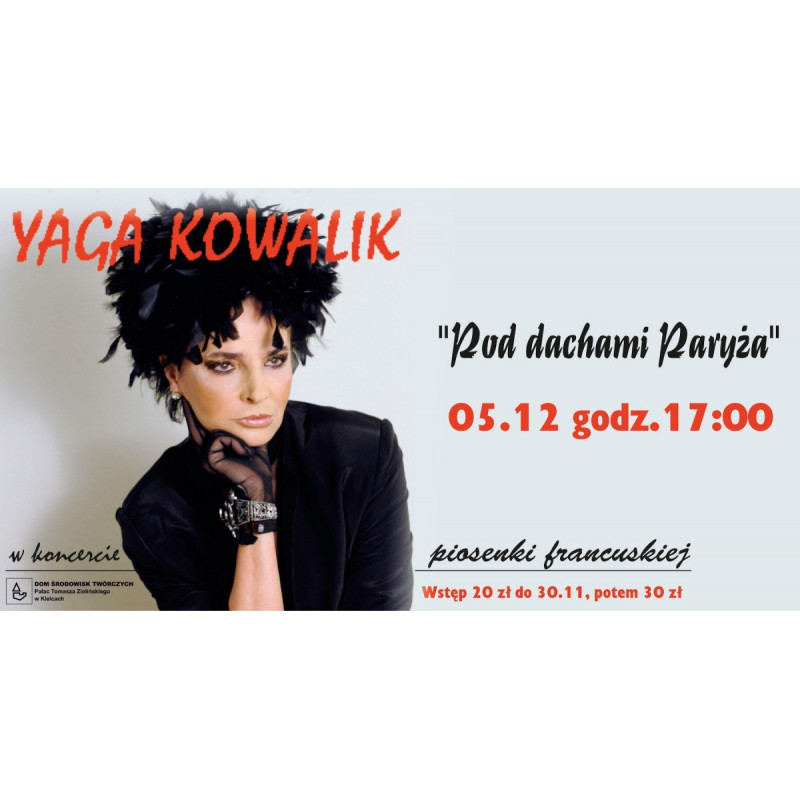 YAGA KOWALIK
"Pod dachami Paryża"
05.12 godz.17:00
w koncercie
piosenki francuskiej
DOM ŚRODOWISK TWÓRCZYCH
Pałac Tomasza Zielińskiego
w Kielcach
Wstęp 20 zł do 30.11, potem 30 zł